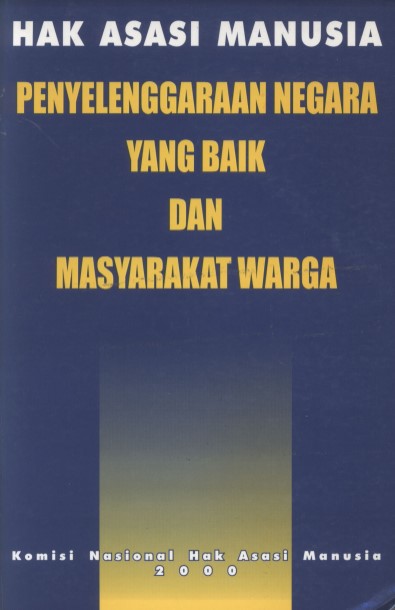 HAK ASASI MANUSIA
PENYELENGGARAAN NEGARA
YANG BAIK
DAN
MASYARAKAT WARGA
Komisi Nasional Hak Asasi Manusia
2000